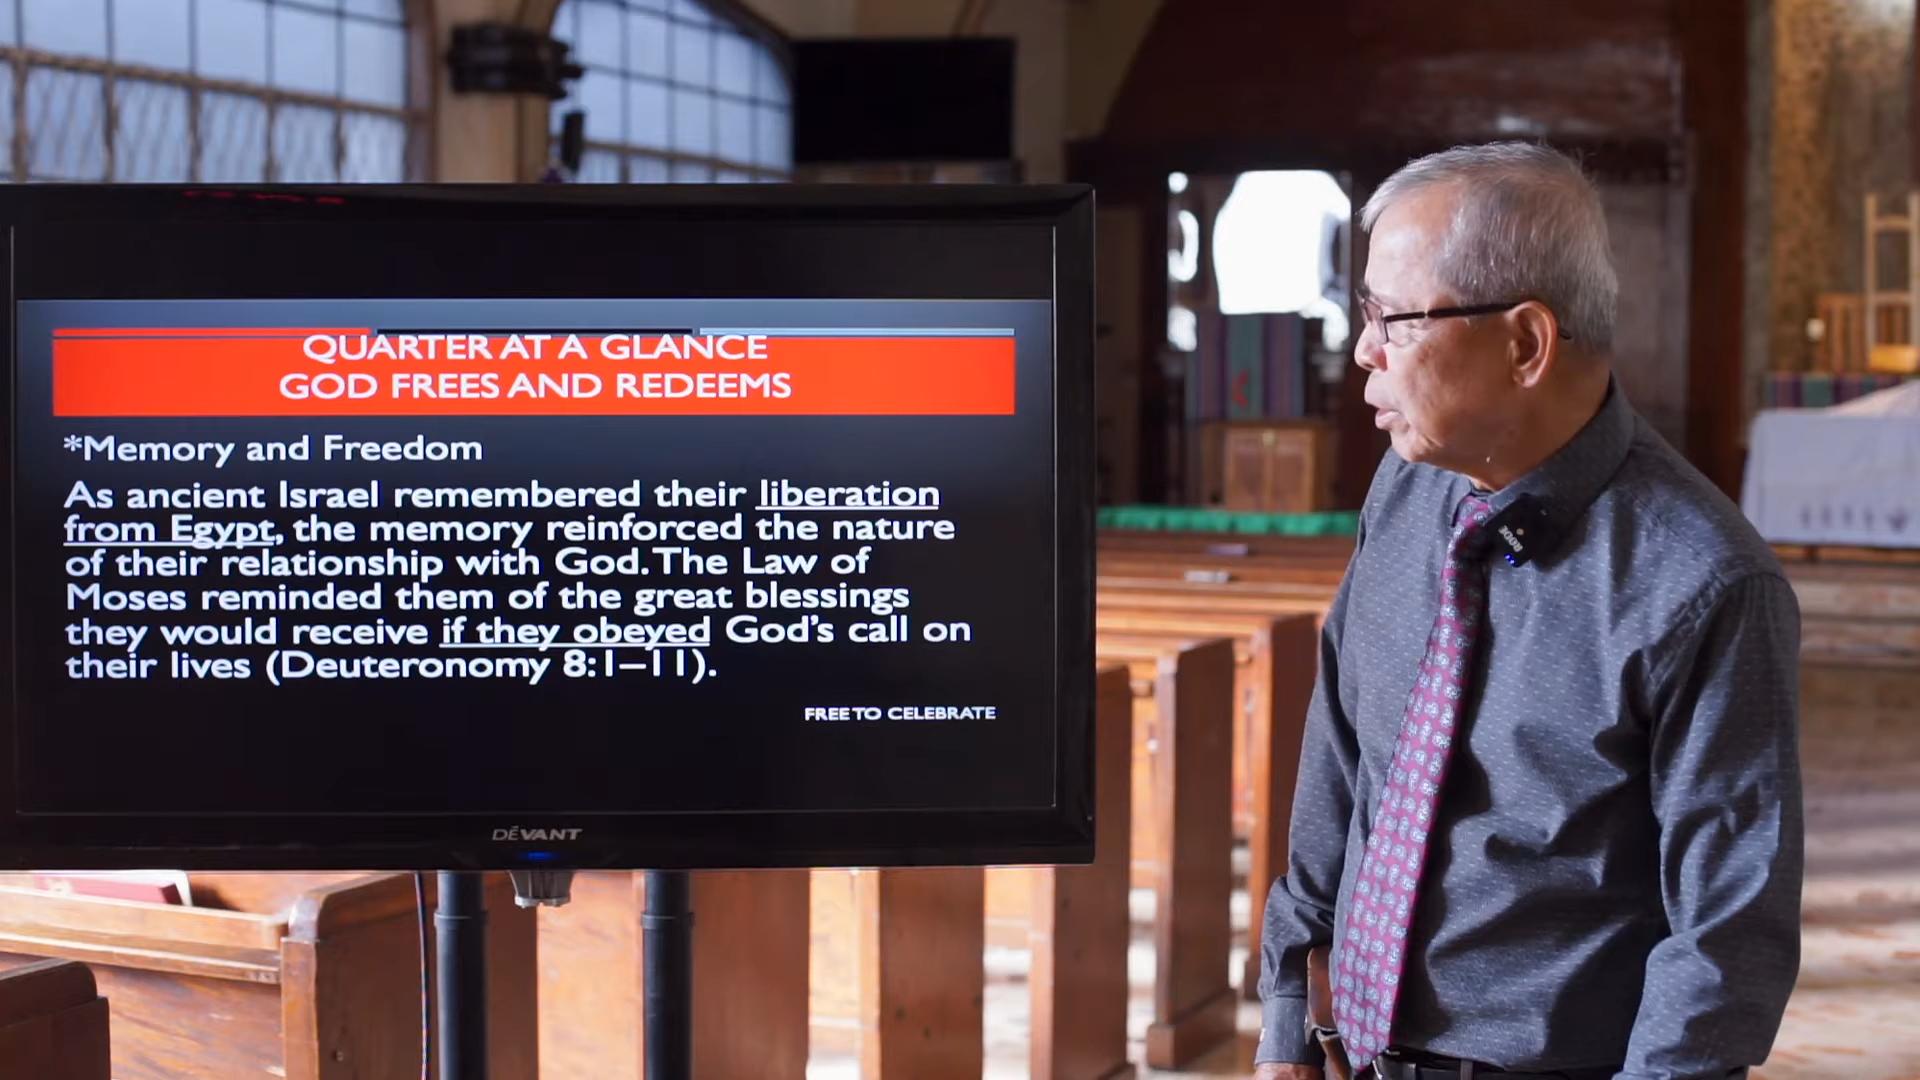 QUARTER AT A GLANCE
GOD FREES AND REDEEMS
*Memory and Freedom
As ancient Israel remembered their liberation
from Egypt, the memory reinforced the nature
of their relationship with God. The Law of
Moses reminded them of the great blessings
they would receive if they obeyed God's call on
their lives (Deuteronomy 8:1–11).
FREE TO CELEBRATE
DEVANT
RODE